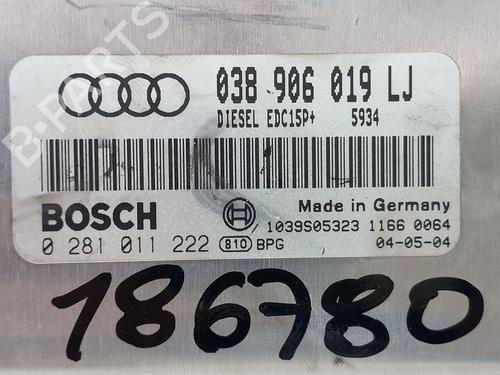 038 906 019 LJ
DIESEL EDC15P+ 5934
BOSCH
Made in Germany
1039S05323 1166 0064
0 281 011 222 810 BPG 04-05-04
186780
B-PARTS